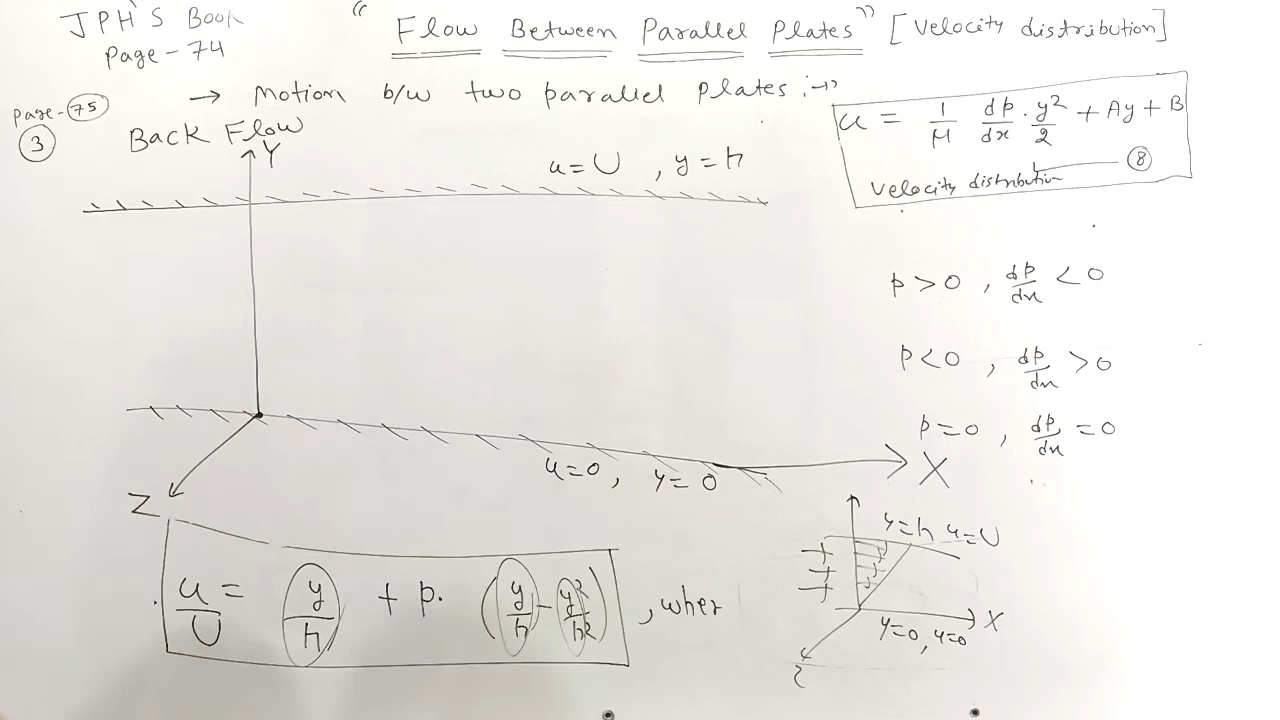 JPH'S Book
Page-74
“Flow Between Parallel Plates” [Velocity distribution]
→ Motion b/w two parallel Plates :→
Page-75
3
Back Flow
u = 1/μ dp/dx . y²/2 + Ay + B
8
Velocity distribution
Y
u=U , y=h
p>0 , dp/dx <0
p<0 , dp/dx >0
p=0 , dp/dx =0
u=0, y=0
X
Z
y=h u=U
X
y=0, u=0
Z
u/U = y/h + p. (y/h - y²/h²) , wher